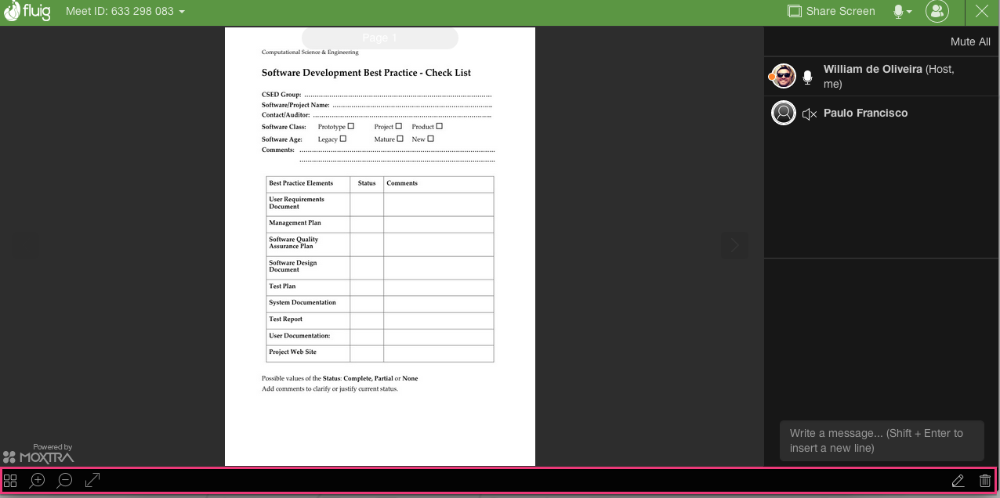 fluig
Meet ID: 633 298 083
Share Screen
Page 1
Computational Science & Engineering
Software Development Best Practice - Check List
CSED Group: ........................................................................................
Software/Project Name: ...........................................................................
Contact/Auditor: ....................................................................................
Software Class: Prototype ☐ Project ☐ Product ☐
Software Age: Legacy ☐ Mature ☐ New ☐
Comments: ............................................................................................
............................................................................................
Best Practice Elements Status Comments
User Requirements
Document
Management Plan
Software Quality
Assurance Plan
Software Design
Document
Test Plan
System Documentation
Test Report
User Documentation:
Project Web Site
Possible values of the Status: Complete, Partial or None
Add comments to clarify or justify current status.
Powered by
MOXTRA
Mute All
William de Oliveira (Host,
me)
Paulo Francisco
Write a message... (Shift + Enter to
insert a new line)